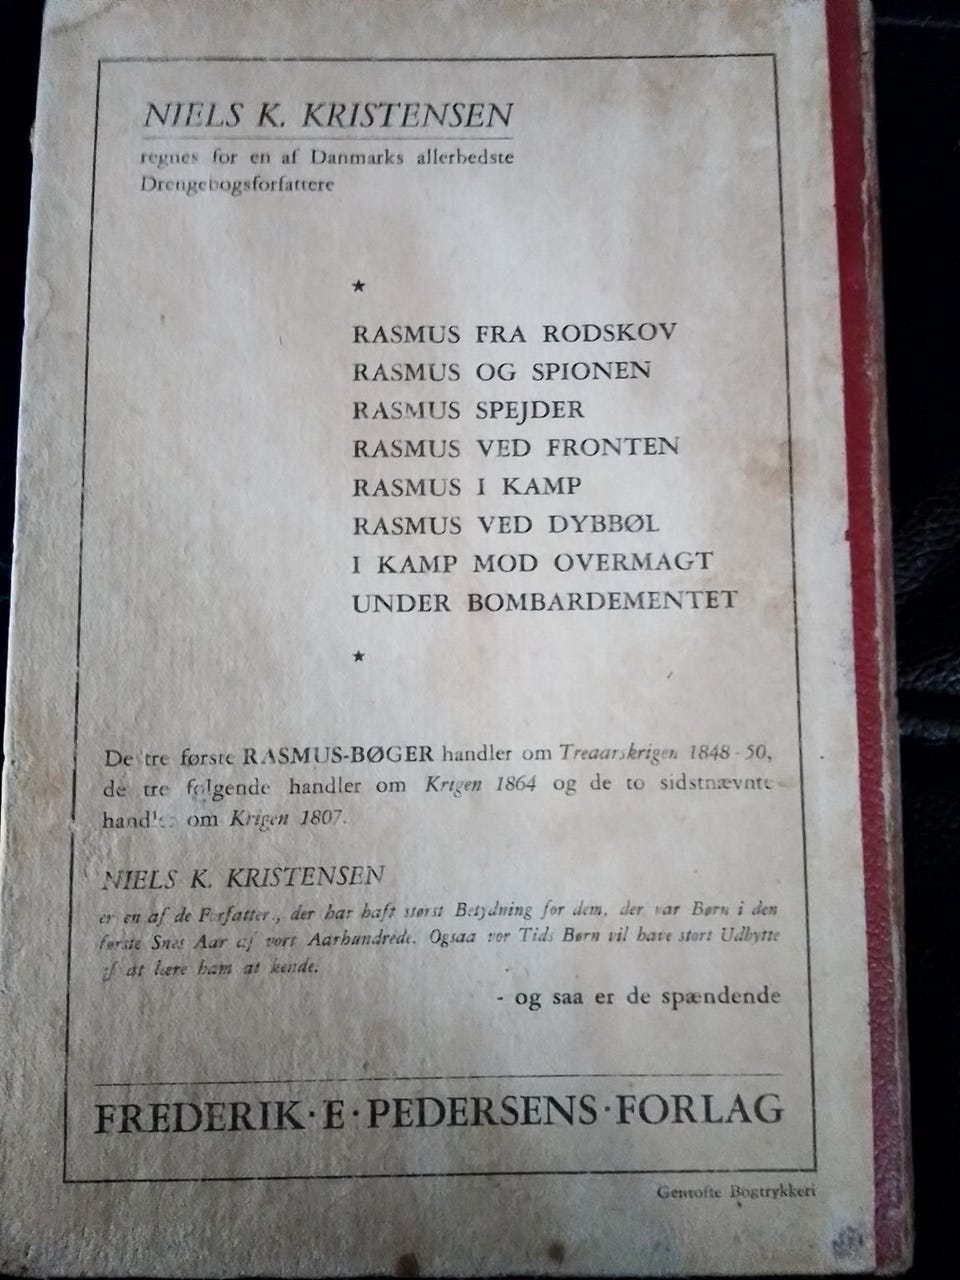 NIELS K. KRISTENSEN
regnes for en af Danmarks allerbedste
Drengebogsforfattere
★
RASMUS FRA RODSKOV
RASMUS OG SPIONEN
RASMUS SPEJDER
RASMUS VED FRONTEN
RASMUS I KAMP
RASMUS VED DYBBØL
I KAMP MOD OVERMAGT
UNDER BOMBARDEMENTET
★
De tre første RASMUS-BØGER handler om Treaarskrigen 1848-50,
de tre følgende handler om Krigen 1864 og de to sidstnævnte
handler om Krigen 1807.
NIELS K. KRISTENSEN
er en af de Forfattere, der har haft størst Betydning for dem, der var Børn i den
første Snes Aar af vort Aarhundrede. Ogsaa vor Tids Børn vil have stort Udbytte
af at lære ham at kende.
- og saa er de spændende
FREDERIK·E·PEDERSENS·FORLAG
Gentofte Bogtrykkeri